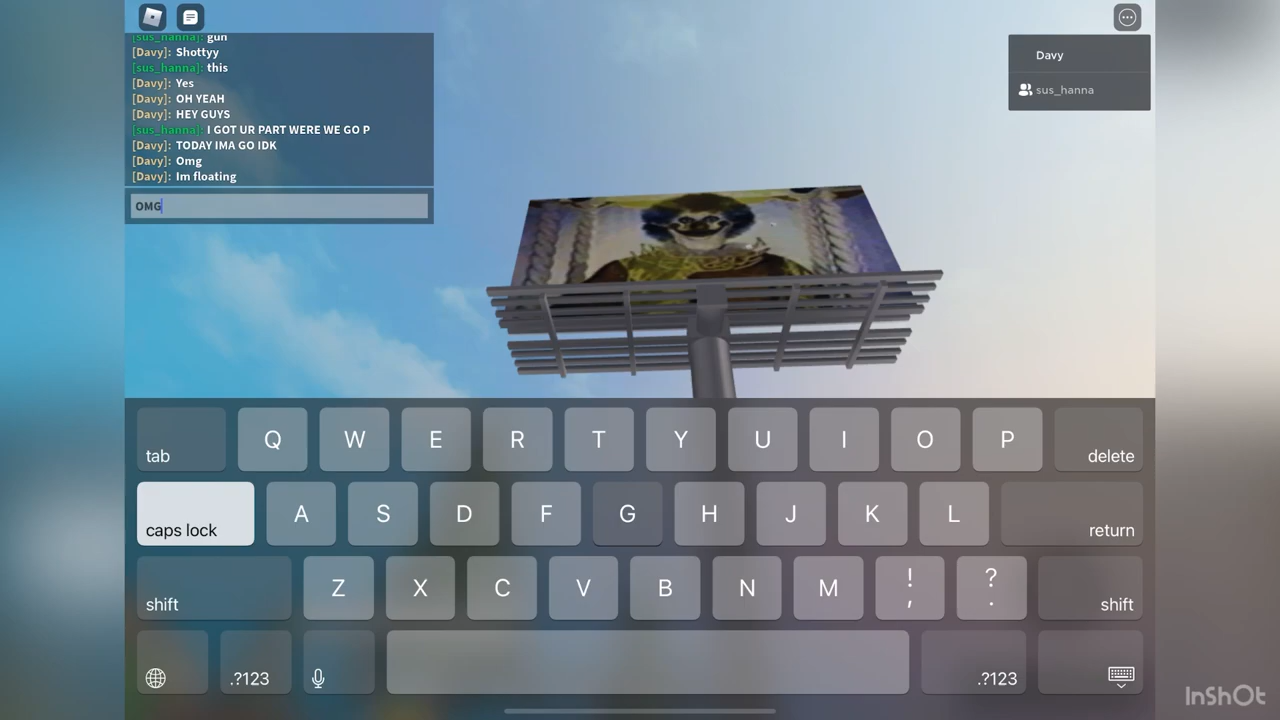 [sus_hanna]: gun
[Davy]: Shottyy
[sus_hanna]: this
[Davy]: Yes
[Davy]: OH YEAH
[Davy]: HEY GUYS
[sus_hanna]: I GOT UR PART WERE WE GO P
[Davy]: TODAY IMA GO IDK
[Davy]: Omg
[Davy]: Im floating
OMG
Davy
sus_hanna
tab Q W E R T Y U I O P delete
caps lock A S D F G H J K L return
shift Z X C V B N M ! , ? . shift
.?123 .?123
InShOt